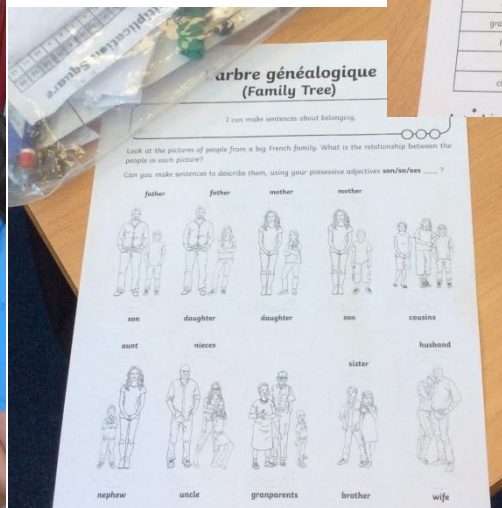 Multiplication Square
arbre généalogique
(Family Tree)
I can make sentences about belonging.
Look at the pictures of people from a big French family. What is the relationship between the
people in each picture?
Can you make sentences to describe them, using your possessive adjectives son/sa/ses ___ ?
father father mother mother
son daughter daughter son cousins
aunt nieces husband
sister
nephew uncle granparents brother wife
gra